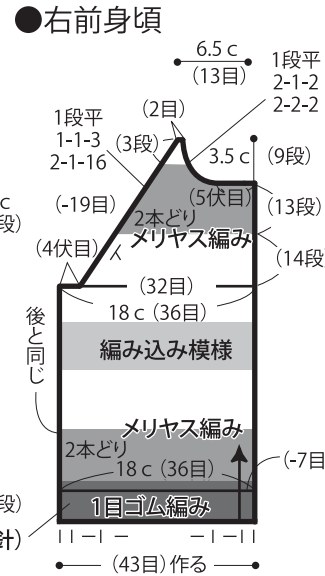 ●右前身頃
6.5 c
(13目)
1段平
2-1-2
2-2-2
(2目)
1段平
1-1-3
2-1-16
(3段)
3.5 c
(9段)
c
段)
(-19目)
(5伏目)
(13段)
2本どり
メリヤス編み
(4伏目)
(14段
(32目)
18 c (36目)
後と同じ
編み込み模様
メリヤス編み
2本どり
18 c (36目)
(-7目
段)
1目ゴム編み
針)
(43目)作る